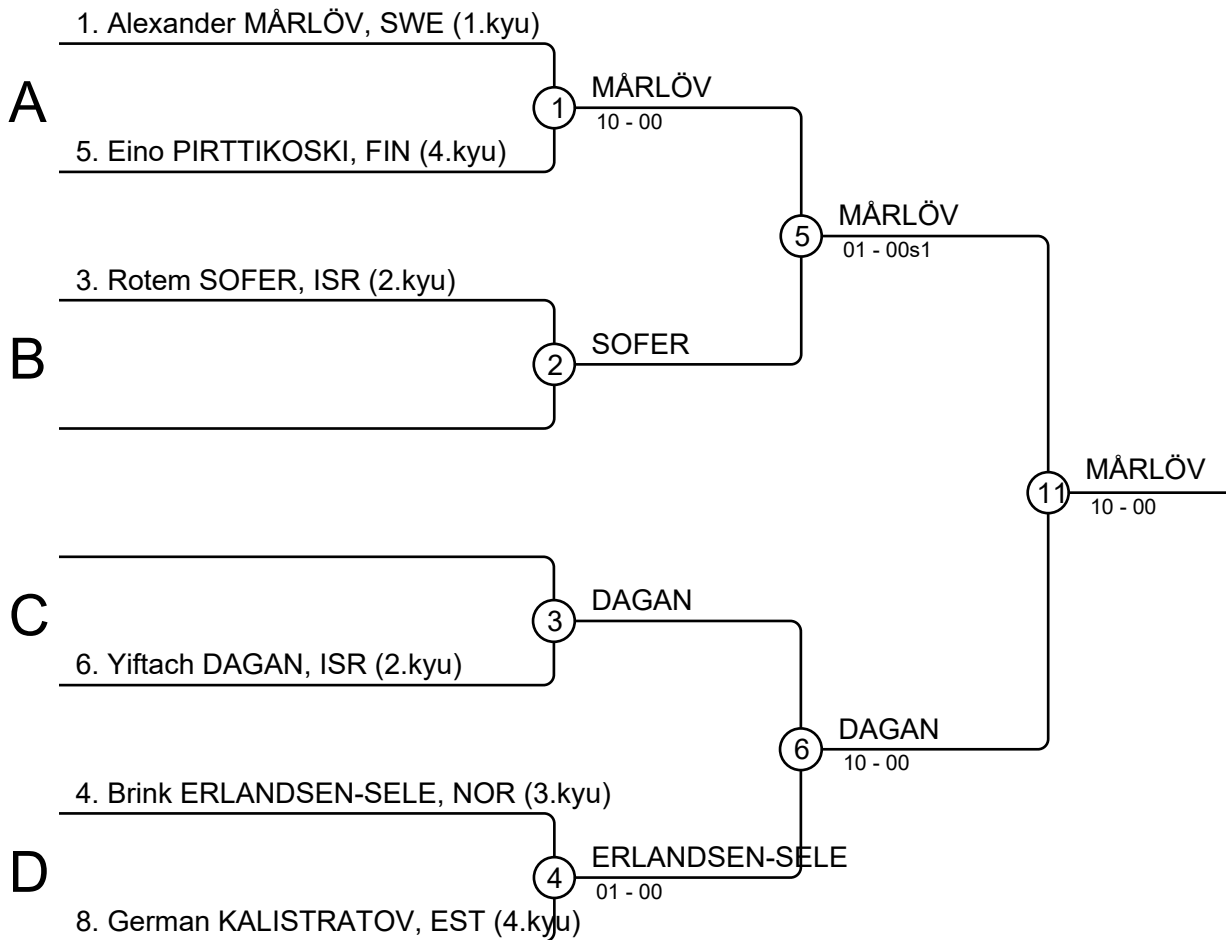 1. Alexander MÅRLÖV, SWE (1.kyu)
A
1
MÅRLÖV
10 - 00
5. Eino PIRTTIKOSKI, FIN (4.kyu)
5
MÅRLÖV
01 - 00s1
3. Rotem SOFER, ISR (2.kyu)
B
2
SOFER
11
MÅRLÖV
10 - 00
C
3
DAGAN
6. Yiftach DAGAN, ISR (2.kyu)
6
DAGAN
10 - 00
4. Brink ERLANDSEN-SELE, NOR (3.kyu)
D
4
ERLANDSEN-SELE
01 - 00
8. German KALISTRATOV, EST (4.kyu)